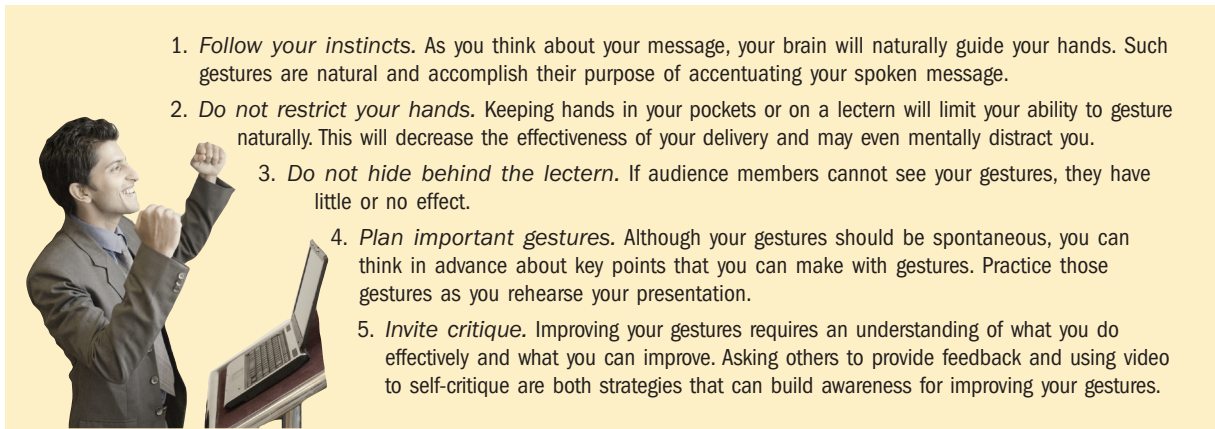 1. Follow your instincts. As you think about your message, your brain will naturally guide your hands. Such
gestures are natural and accomplish their purpose of accentuating your spoken message.
2. Do not restrict your hands. Keeping hands in your pockets or on a lectern will limit your ability to gesture
naturally. This will decrease the effectiveness of your delivery and may even mentally distract you.
3. Do not hide behind the lectern. If audience members cannot see your gestures, they have
little or no effect.
4. Plan important gestures. Although your gestures should be spontaneous, you can
think in advance about key points that you can make with gestures. Practice those
gestures as you rehearse your presentation.
5. Invite critique. Improving your gestures requires an understanding of what you do
effectively and what you can improve. Asking others to provide feedback and using video
to self-critique are both strategies that can build awareness for improving your gestures.